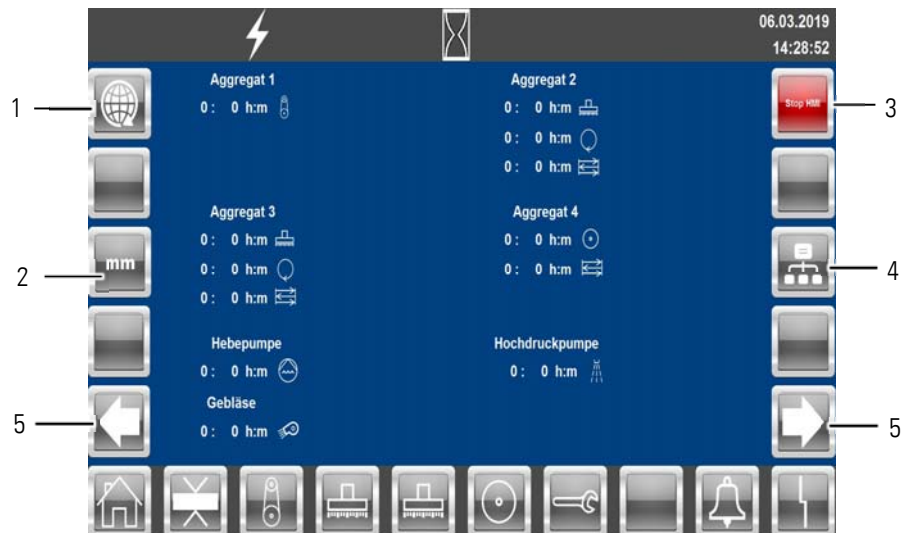 06.03.2019
14:28:52
1
3
Stop HMI
Aggregat 1
0 : 0 h:m
Aggregat 2
0 : 0 h:m
0 : 0 h:m
0 : 0 h:m
2
mm
4
Aggregat 3
0 : 0 h:m
0 : 0 h:m
0 : 0 h:m
Aggregat 4
0 : 0 h:m
0 : 0 h:m
Hebepumpe
0 : 0 h:m
Hochdruckpumpe
0 : 0 h:m
Gebläse
0 : 0 h:m
5
5